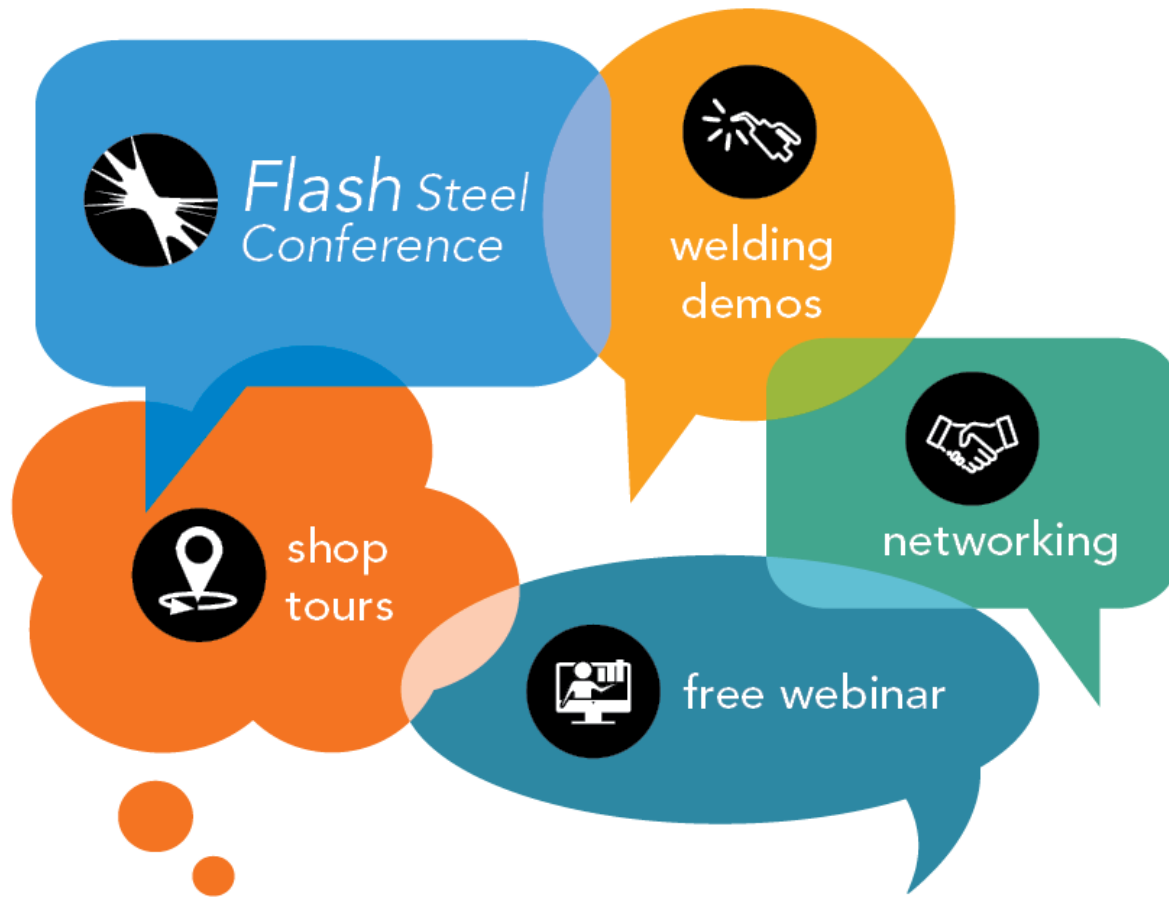 Flash Steel
Conference
welding
demos
networking
shop
tours
free webinar